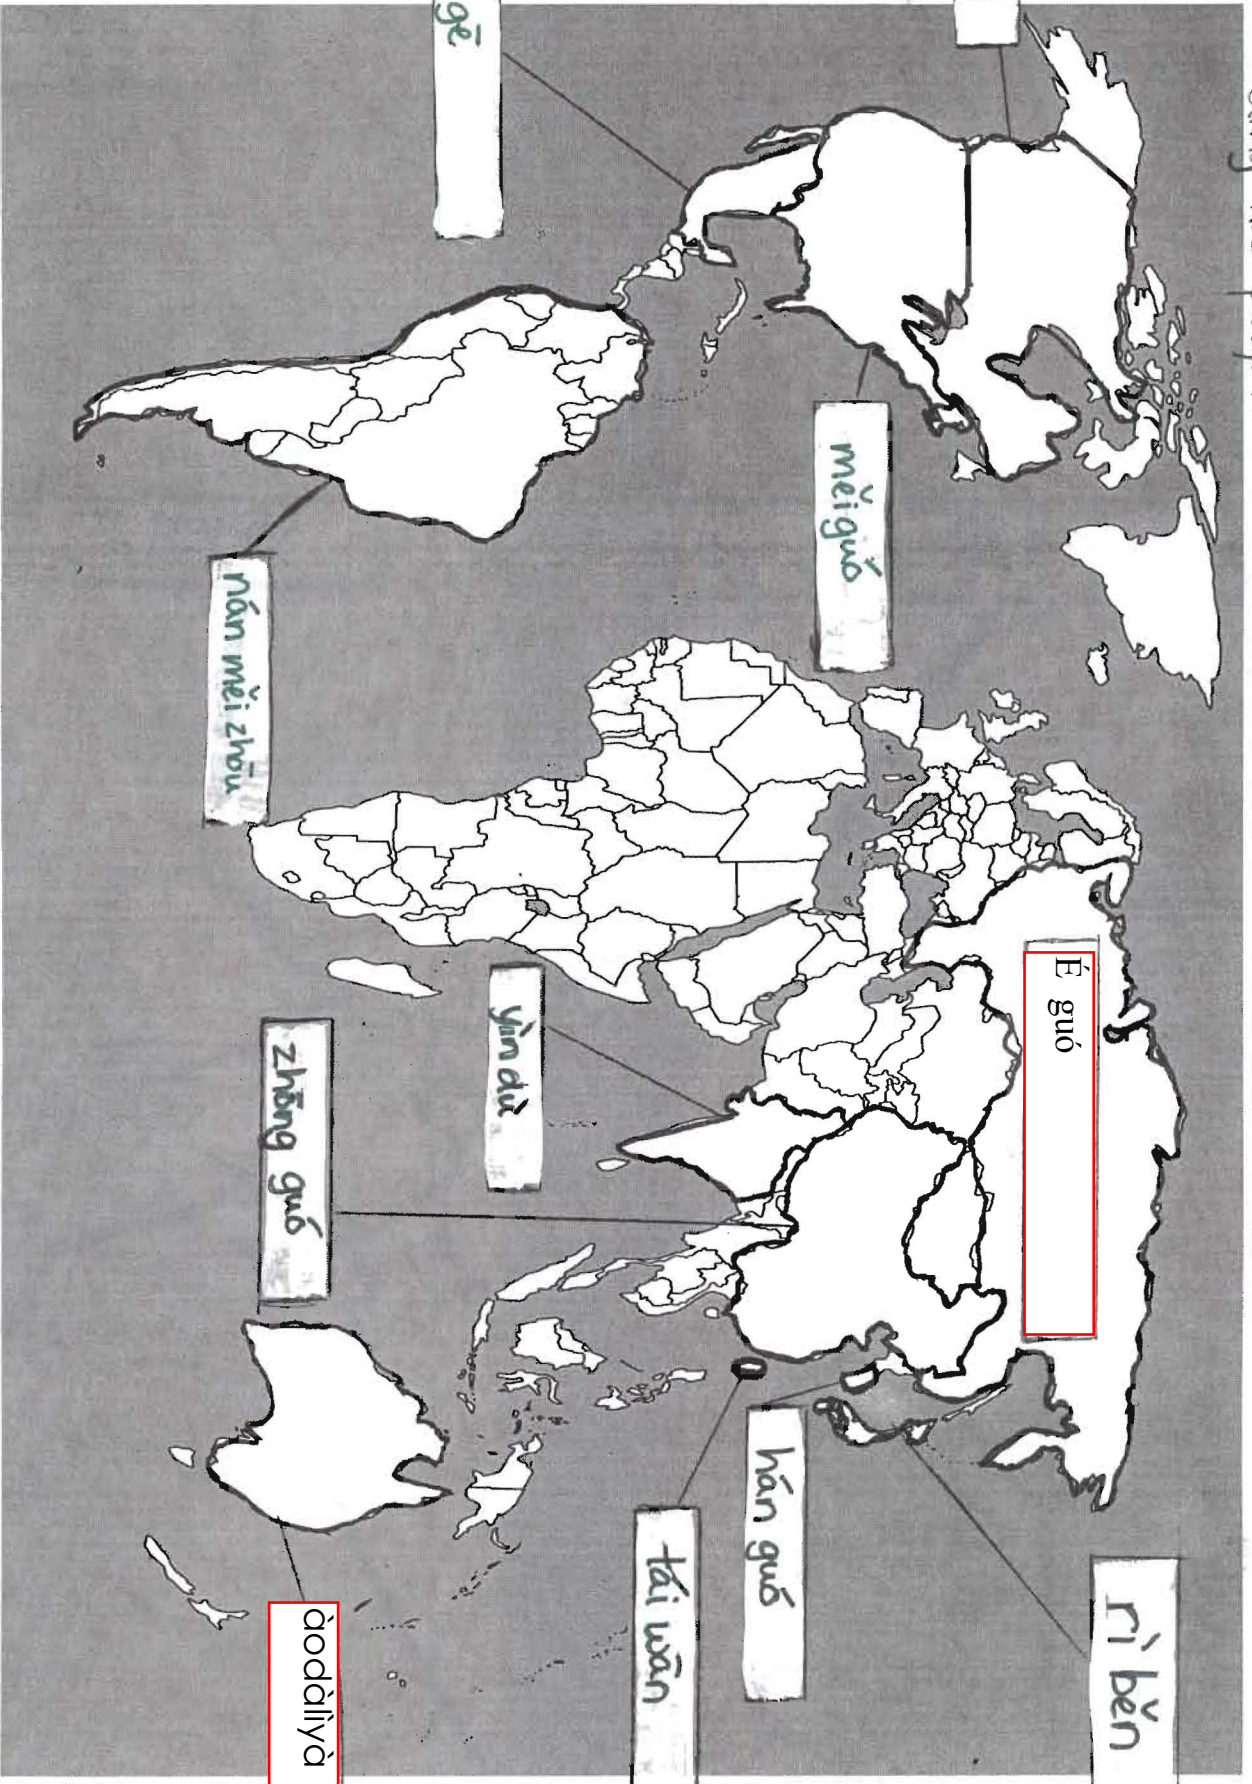 É guó
rì běn
měiguó
hán guó
tái wān
gē
yìn dù
zhōng guó
àodàlìyà
nán měi zhōu